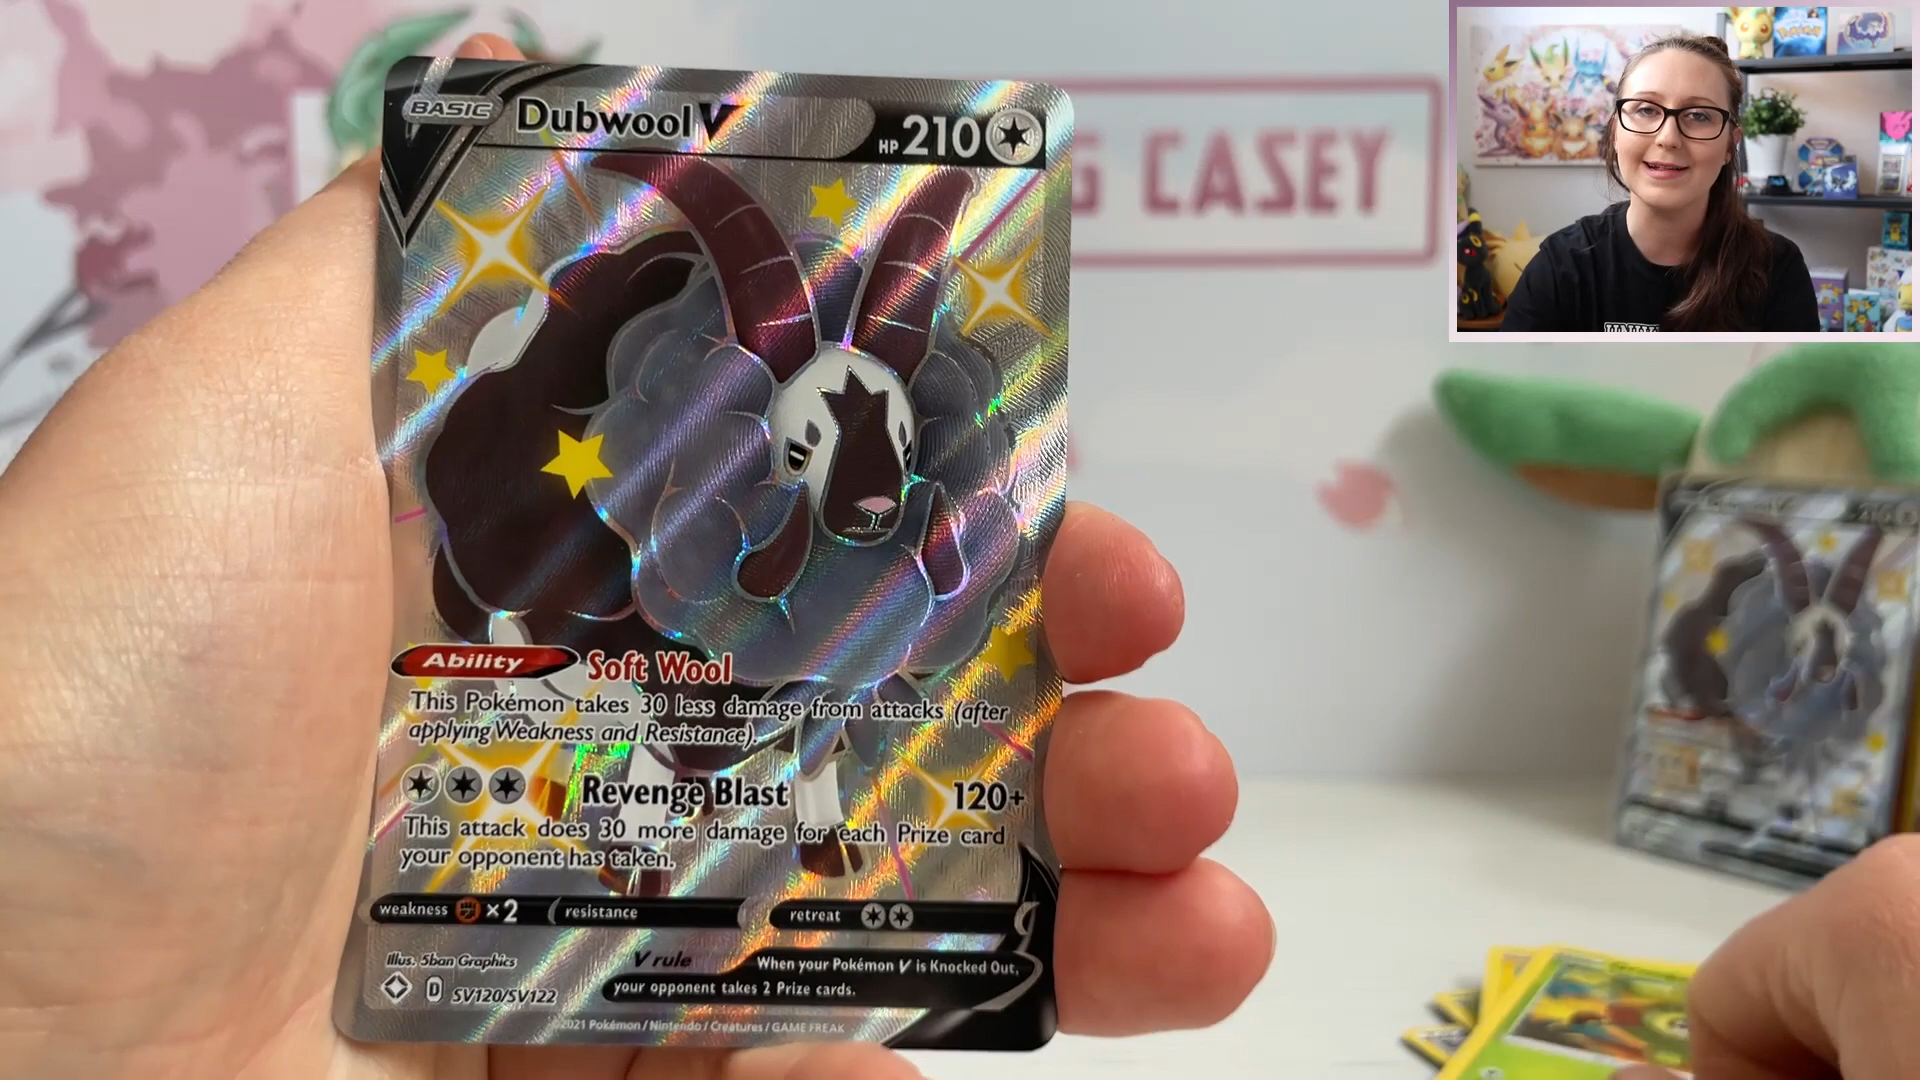 BASIC
Dubwool V
HP 210
G CASEY
Ability Soft Wool
This Pokémon takes 30 less damage from attacks (after
applying Weakness and Resistance).
Revenge Blast 120+
This attack does 30 more damage for each Prize card
your opponent has taken.
weakness ×2 resistance retreat
Illus. 5ban Graphics
V rule When your Pokémon V is Knocked Out,
your opponent takes 2 Prize cards.
D SV120/SV122
©2021 Pokémon / Nintendo / Creatures / GAME FREAK